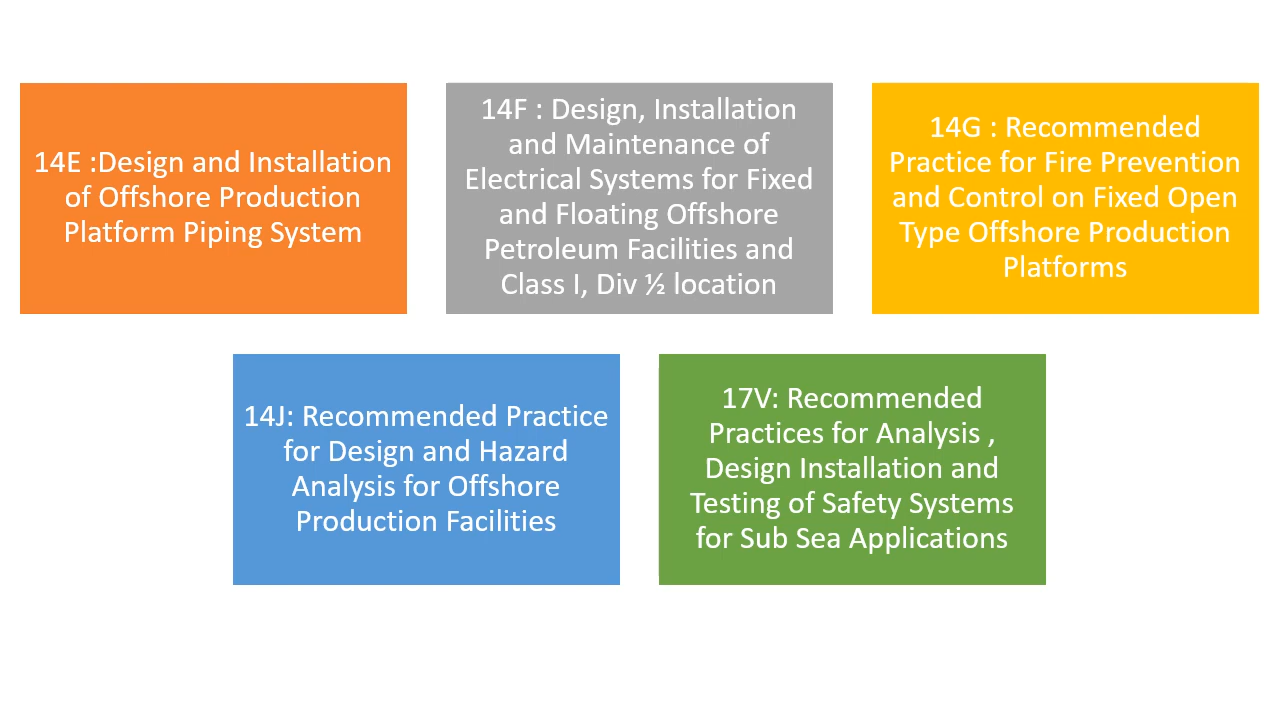 14E :Design and Installation
of Offshore Production
Platform Piping System
14F : Design, Installation
and Maintenance of
Electrical Systems for Fixed
and Floating Offshore
Petroleum Facilities and
Class I, Div ½ location
14G : Recommended
Practice for Fire Prevention
and Control on Fixed Open
Type Offshore Production
Platforms
14J: Recommended Practice
for Design and Hazard
Analysis for Offshore
Production Facilities
17V: Recommended
Practices for Analysis ,
Design Installation and
Testing of Safety Systems
for Sub Sea Applications